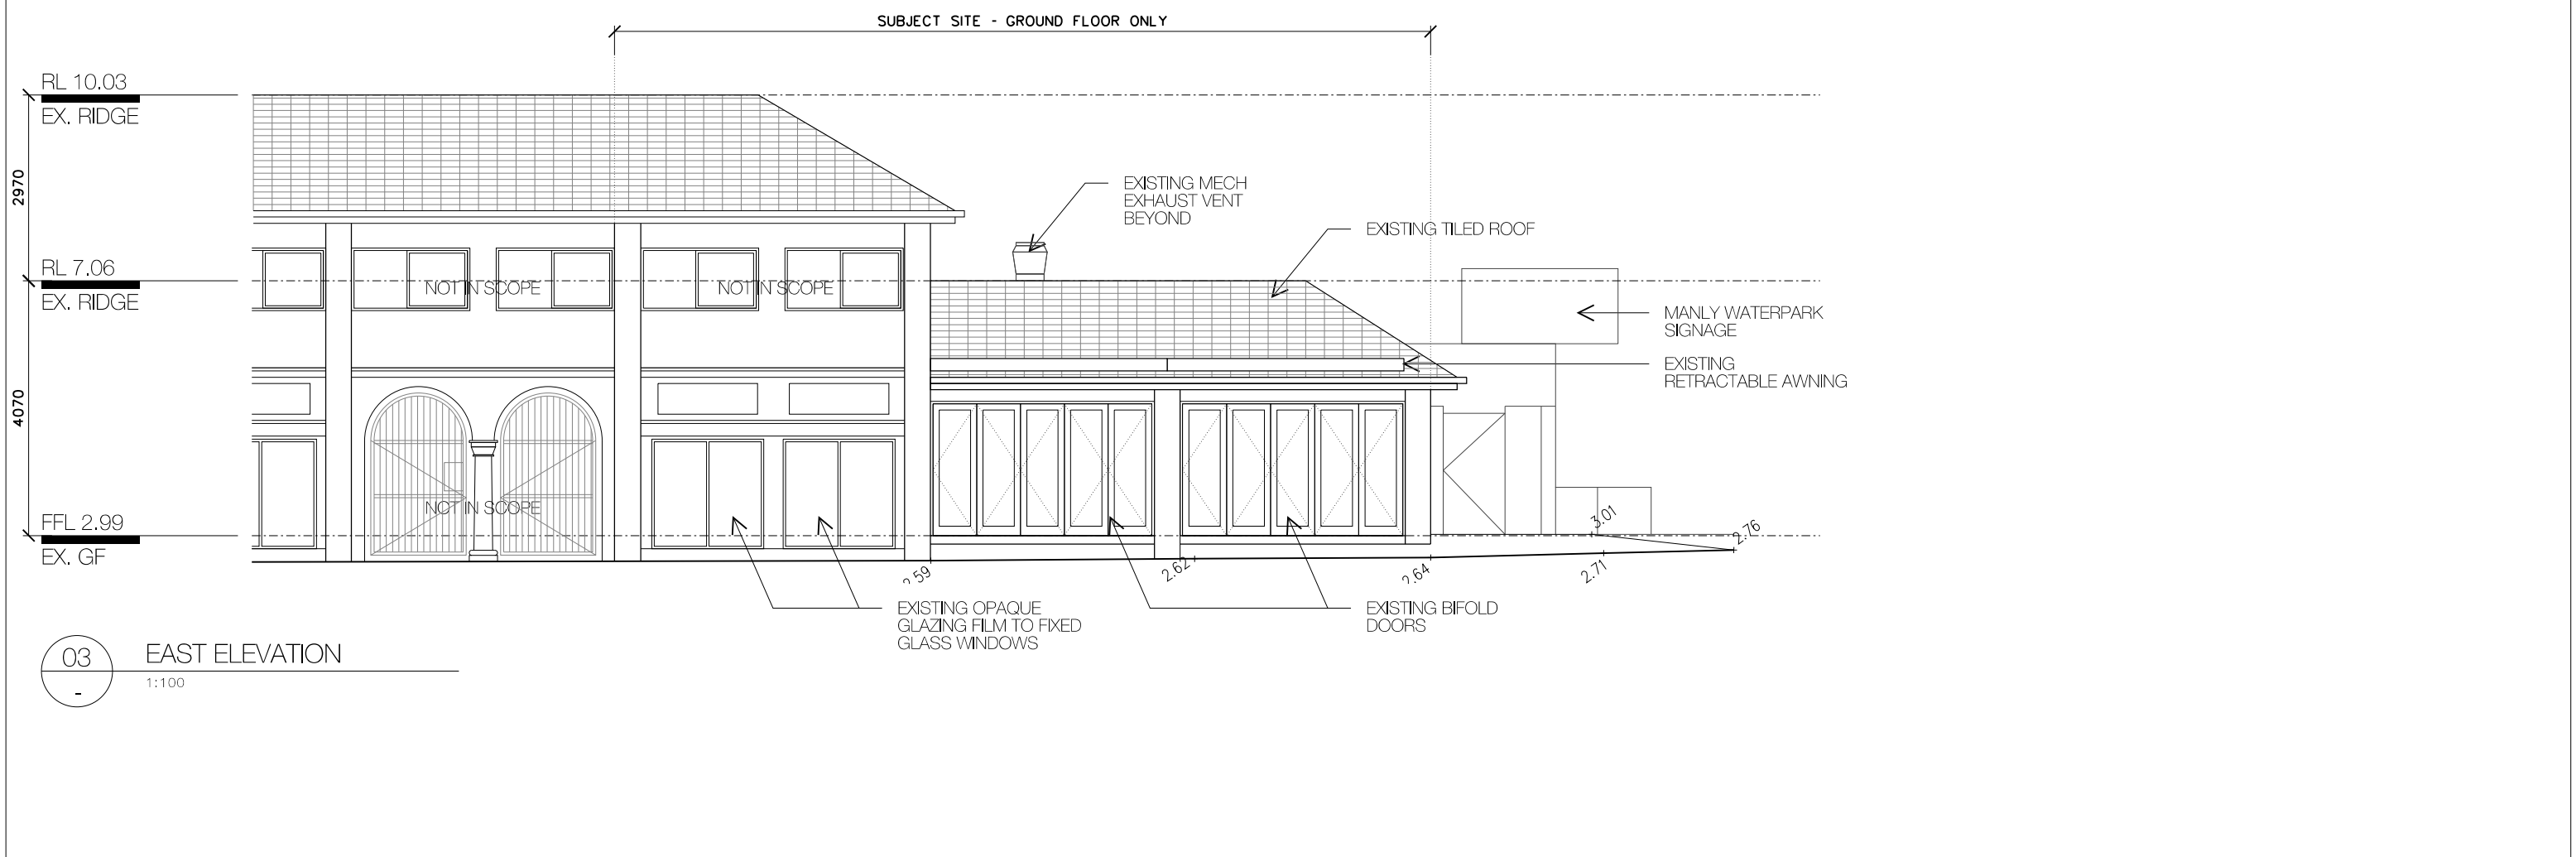 SUBJECT SITE - GROUND FLOOR ONLY
RL 10.03
EX. RIDGE
2970
EXISTING MECH
EXHAUST VENT
BEYOND
EXISTING TILED ROOF
RL 7.06
EX. RIDGE
NOT IN SCOPE
NOT IN SCOPE
MANLY WATERPARK
SIGNAGE
EXISTING
RETRACTABLE AWNING
4070
NOT IN SCOPE
FFL 2.99
EX. GF
3.01
2.76
2.59
2.62
2.64
2.71
EXISTING OPAQUE
GLAZING FILM TO FIXED
GLASS WINDOWS
EXISTING BIFOLD
DOORS
03
-
EAST ELEVATION
1:100